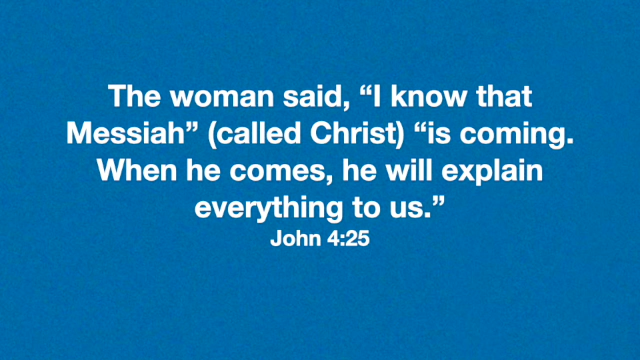 The woman said, “I know that
Messiah” (called Christ) “is coming.
When he comes, he will explain
everything to us.”
John 4:25